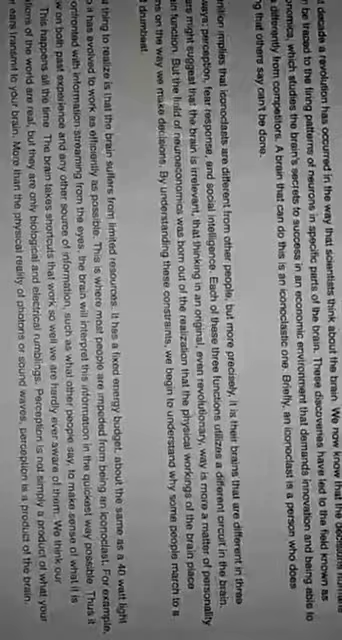 t decade a revolution has occurred in the way that scientists think about the brain. We now know that the decisions humans
n be traced to the firing patterns of neurons in specific parts of the brain. These discoveries have led to the field known as
onomics, which studies the brain's secrets to success in an economic environment that demands innovation and being able to
s differently from competitors. A brain that can do this is an iconoclastic one. Briefly, an iconoclast is a person who does
ng that others say can't be done.
nition implies that iconoclasts are different from other people, but more precisely, it is their brains that are different in three
ways: perception, fear response, and social intelligence. Each of these three functions utilizes a different circuit in the brain.
rs might suggest that the brain is irrelevant, that thinking in an original, even revolutionary, way is more a matter of personality
in function. But the field of neuroeconomics was born out of the realization that the physical workings of the brain place
ns on the way we make decisions. By understanding these constraints, we begin to understand why some people march to a
t drumbeat.
t thing to realize is that the brain suffers from limited resources. It has a fixed energy budget, about the same as a 40 watt light
o it has evolved to work as efficiently as possible. This is where most people are impeded from being an iconoclast. For example,
onfronted with information streaming from the eyes, the brain will interpret this information in the quickest way possible. Thus it
w on both past experience and any other source of information, such as what other people say, to make sense of what it is
This happens all the time. The brain takes shortcuts that work so well we are hardly ever aware of them. We think our
tions of the world are real, but they are only biological and electrical rumblings. Perception is not simply a product of what your
r ears transmit to your brain. More than the physical reality of photons or sound waves, perception is a product of the brain.